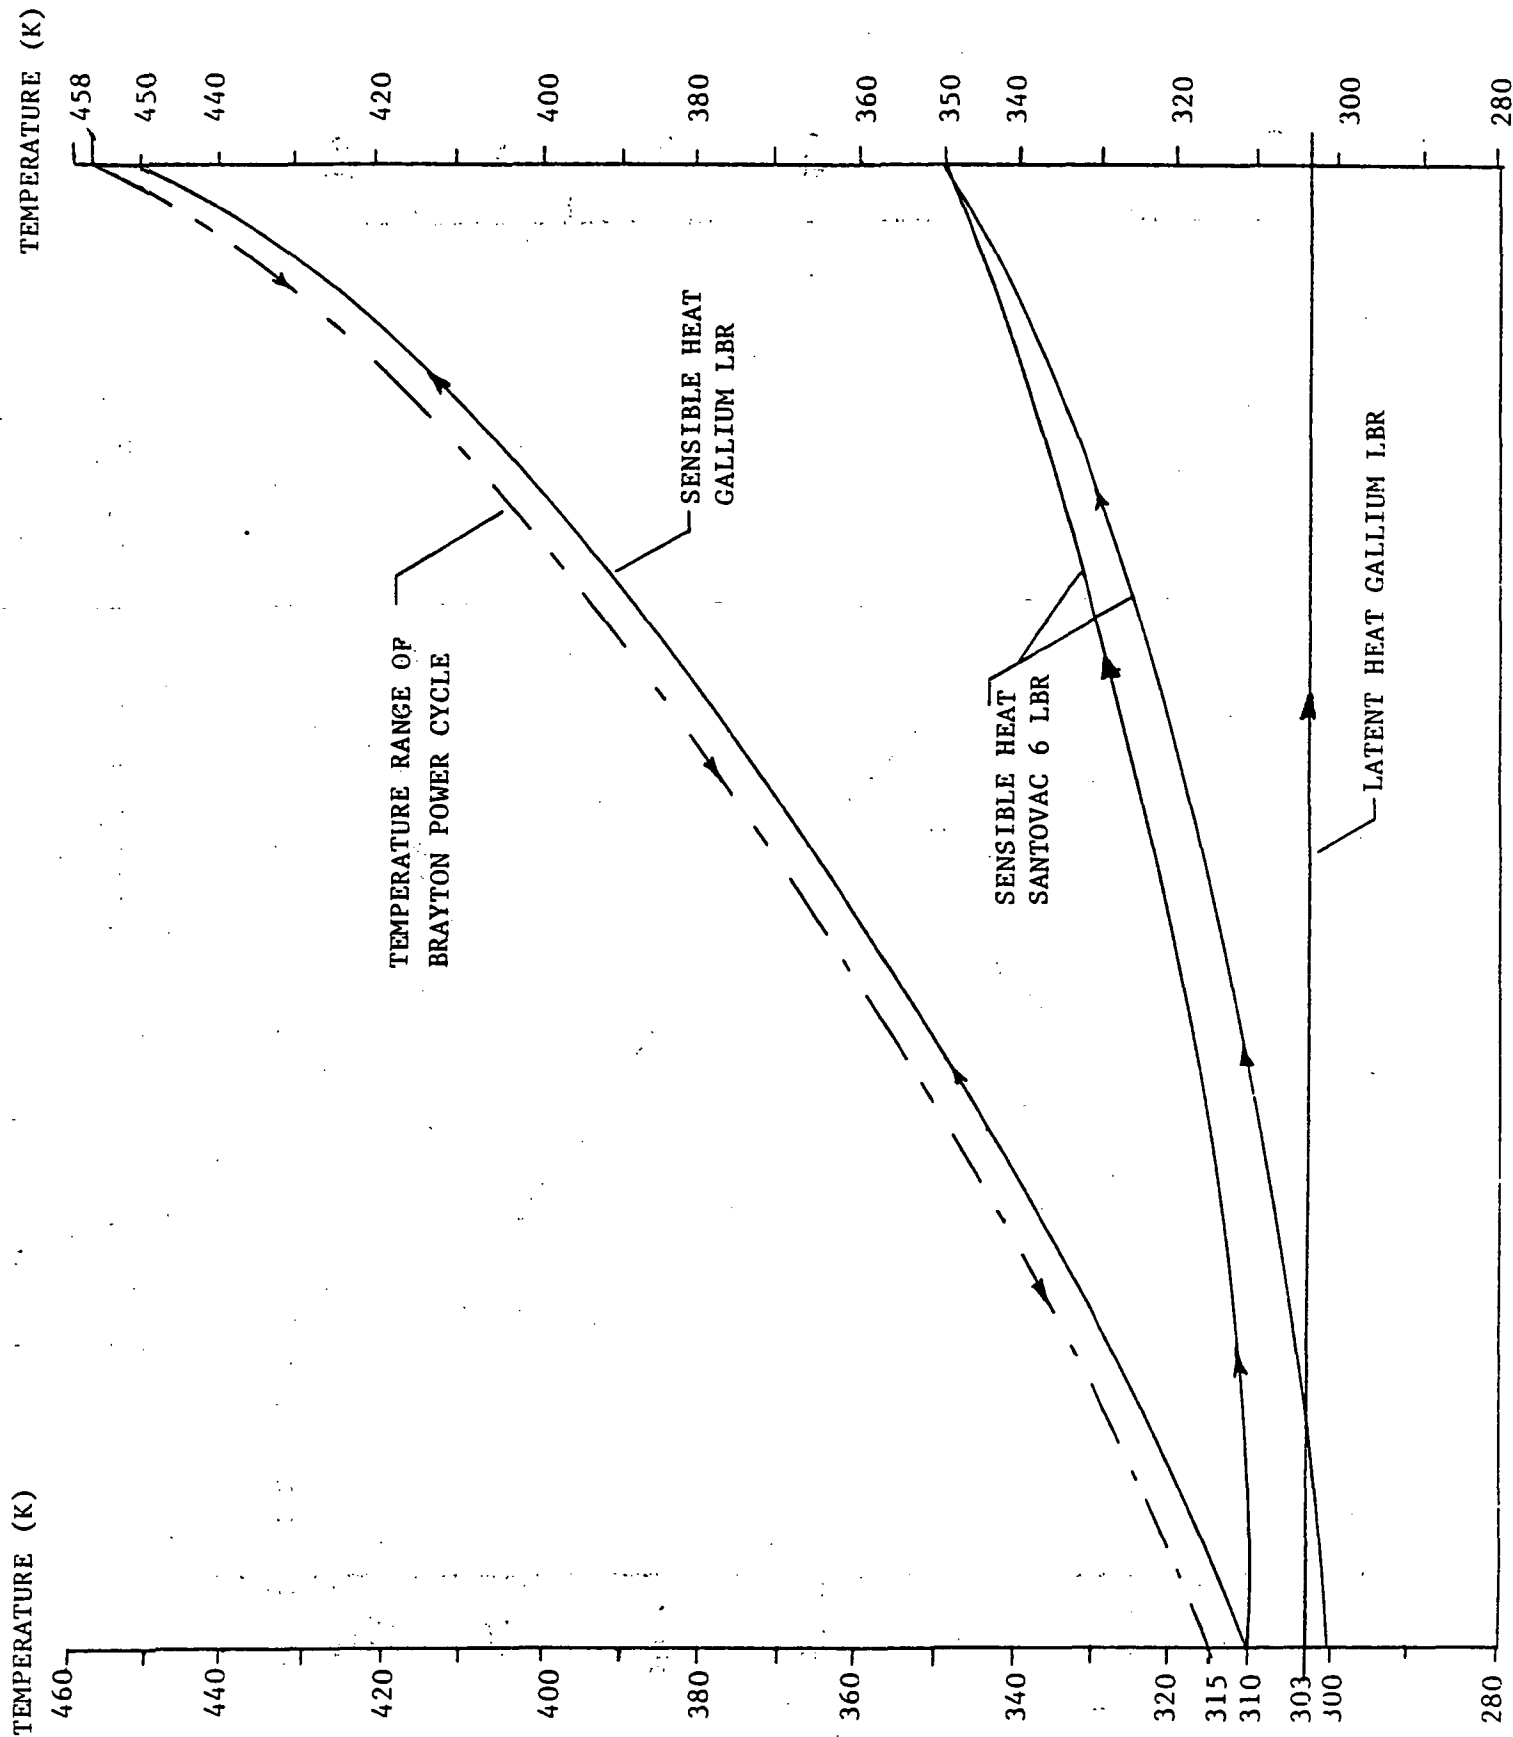 TEMPERATURE (K)
460
440
420
400
380
360
340
320
315
310
303
300
280
TEMPERATURE (K)
458
450
440
420
400
380
360
350
340
320
300
280
TEMPERATURE RANGE OF
BRAYTON POWER CYCLE
SENSIBLE HEAT
GALLIUM LBR
SENSIBLE HEAT
SANTOVAC 6 LBR
LATENT HEAT GALLIUM LBR